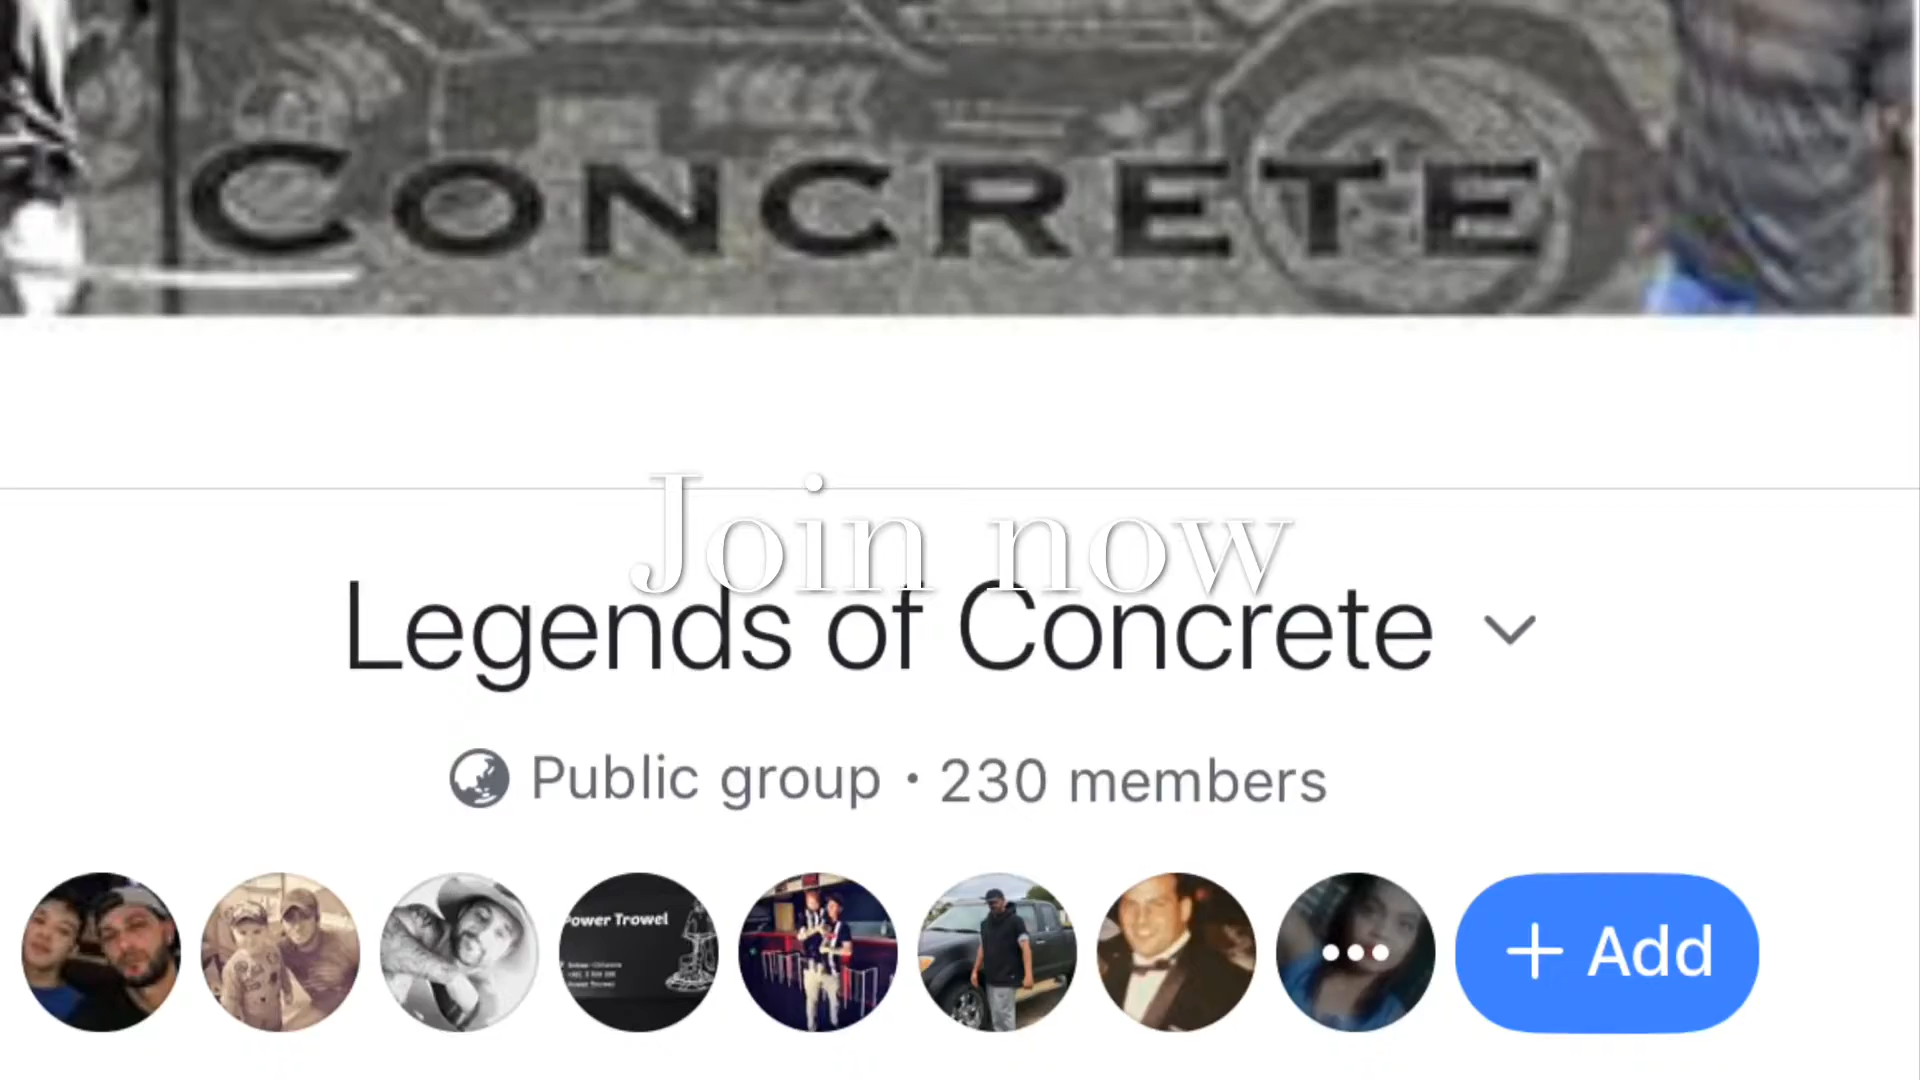 CONCRETE
Join now
Legends of Concrete
Public group · 230 members
Power Trowel
+ Add